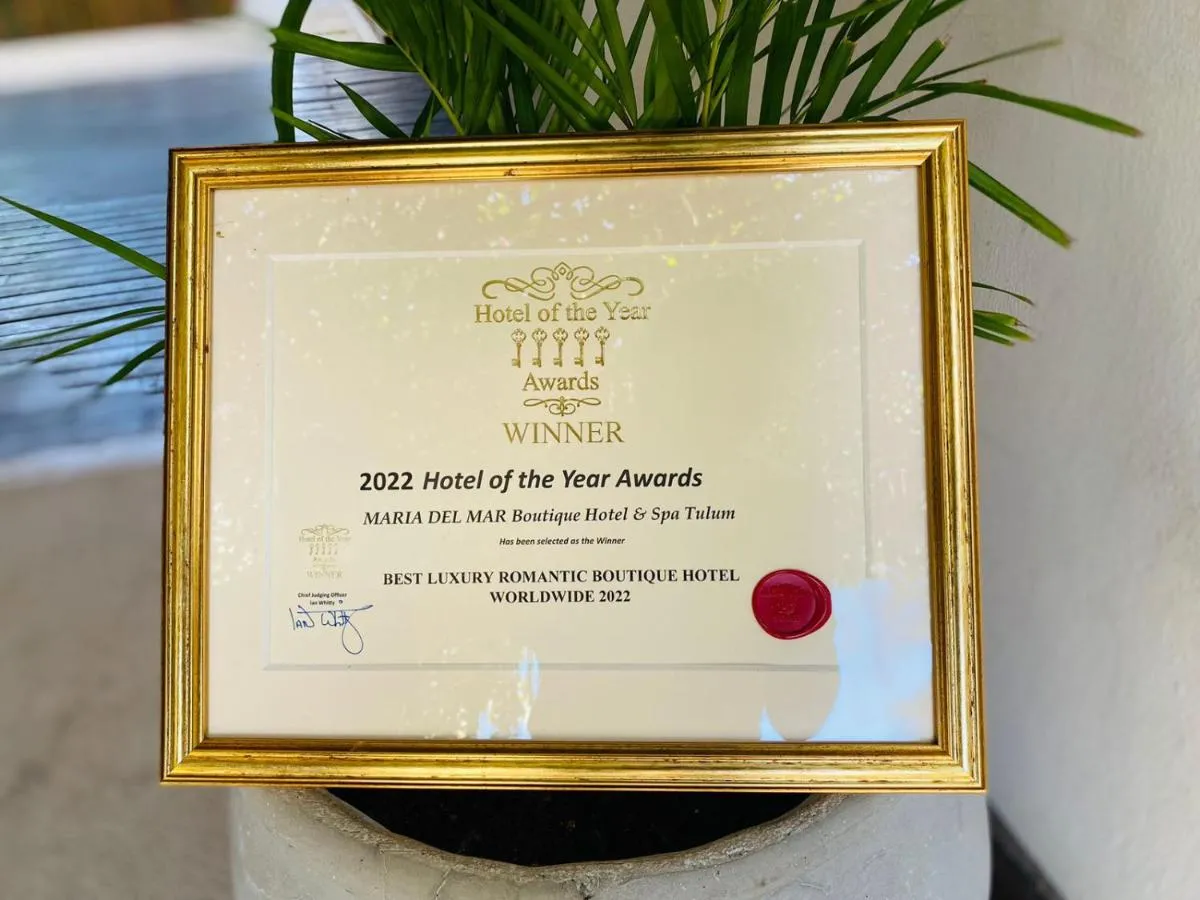 Hotel of the Year
Awards
WINNER
2022 Hotel of the Year Awards
MARIA DEL MAR Boutique Hotel & Spa Tulum
Has been selected as the Winner
BEST LUXURY ROMANTIC BOUTIQUE HOTEL
WORLDWIDE 2022
Hotel of the Year
Awards
WINNER
Chief Judging Officer
Ian Whitty
Ian Whitty